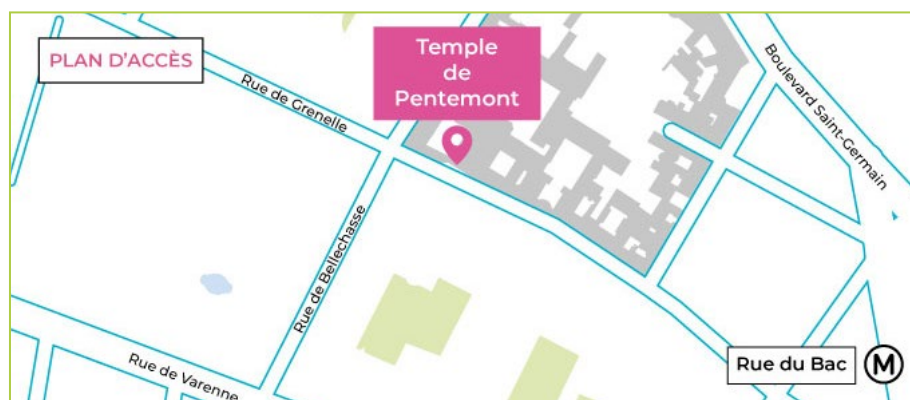 PLAN D'ACCÈS
Temple
de
Pentemont
Boulevard Saint-Germain
Rue de Grenelle
Rue de Bellechasse
Rue de Varenne
Rue du Bac
M